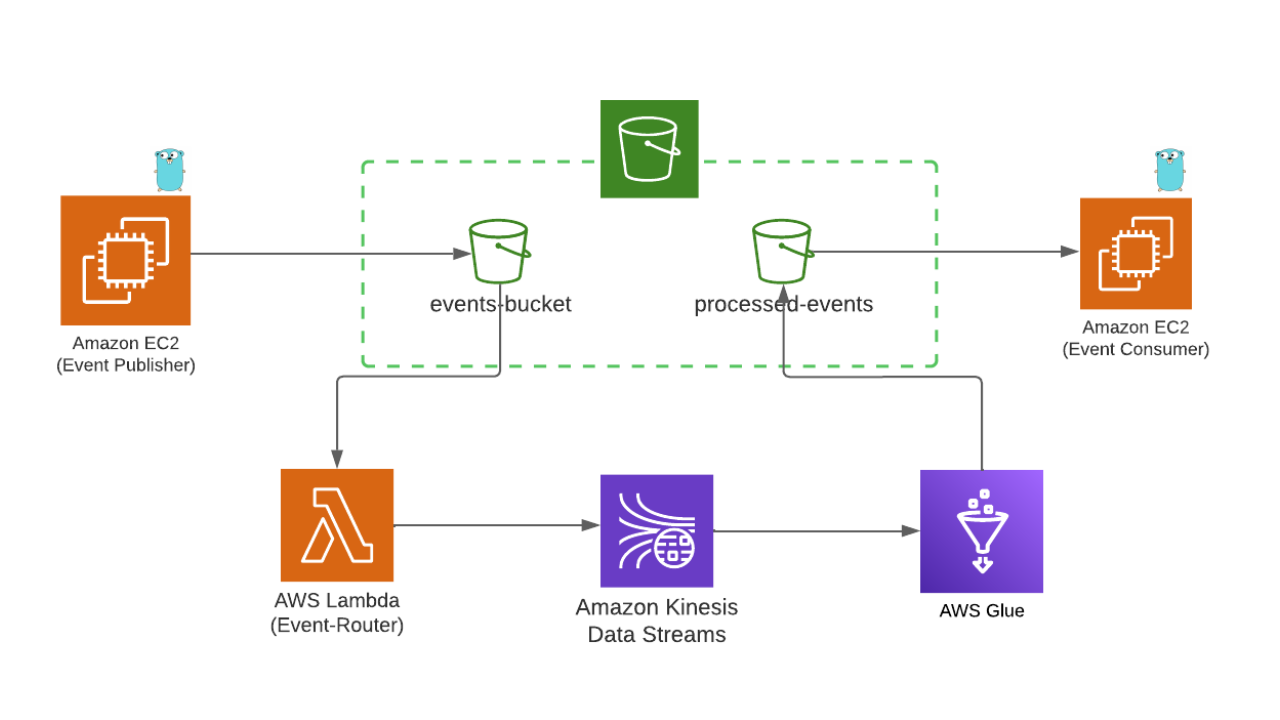 Amazon EC2
(Event Publisher)
events-bucket
processed-events
Amazon EC2
(Event Consumer)
AWS Lambda
(Event-Router)
Amazon Kinesis
Data Streams
AWS Glue